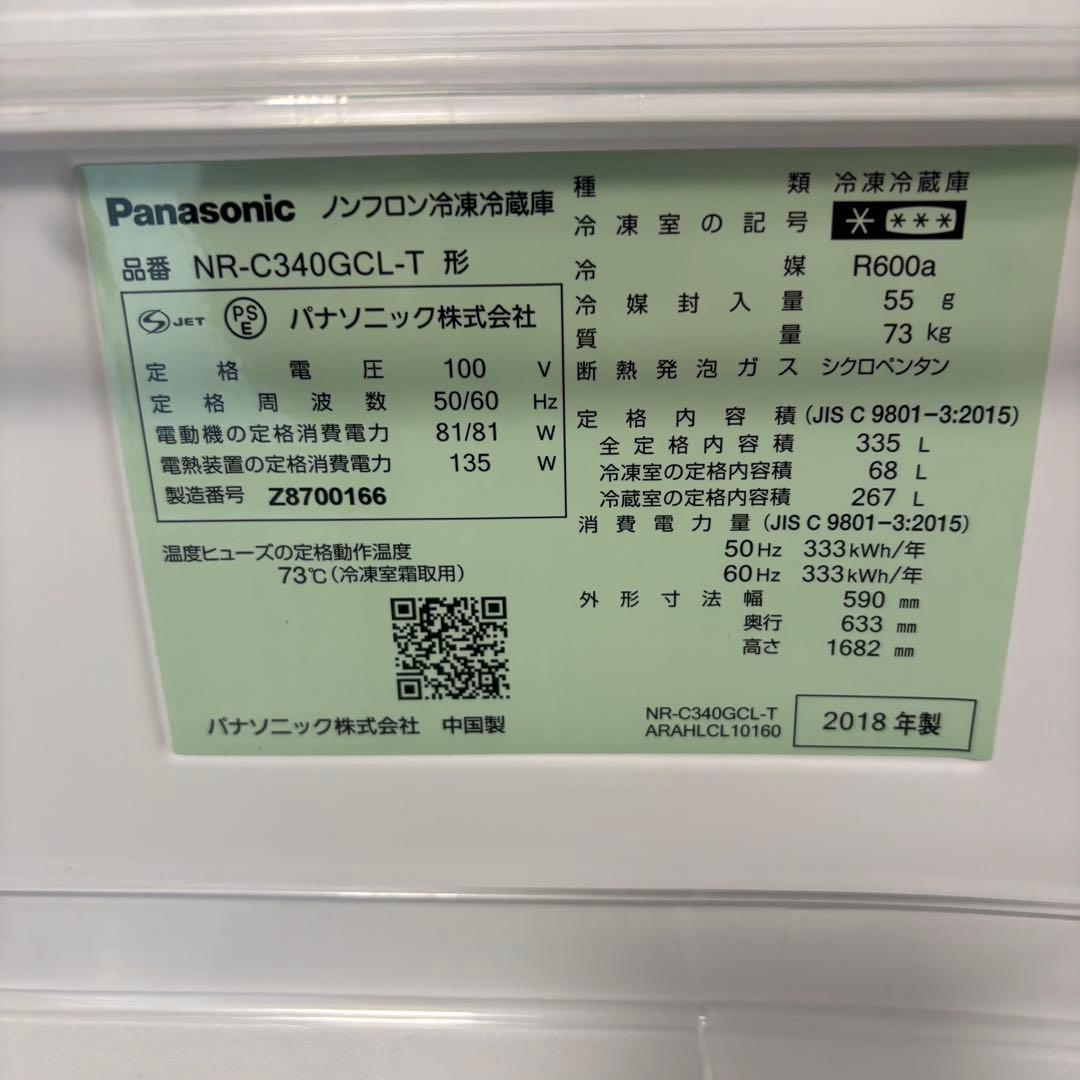 Panasonic ノンフロン冷凍冷蔵庫
品番 NR-C340GCL-T 形
S JET PS E パナソニック株式会社
定格電圧 100 V
定格周波数 50/60 Hz
電動機の定格消費電力 81/81 W
電熱装置の定格消費電力 135 W
製造番号 Z8700166
温度ヒューズの定格動作温度
73℃(冷凍室霜取用)
パナソニック株式会社 中国製
種類 冷凍冷蔵庫
冷凍室の記号 * ***
冷媒 R600a
冷媒封入量 55 g
質量 73 kg
断熱発泡ガス シクロペンタン
定格内容積 (JIS C 9801-3:2015)
全定格内容積 335 L
冷凍室の定格内容積 68 L
冷蔵室の定格内容積 267 L
消費電力量 (JIS C 9801-3:2015)
50Hz 333kWh/年
60Hz 333kWh/年
外形寸法 幅 590 mm
奥行 633 mm
高さ 1682 mm
NR-C340GCL-T
ARAHLCL10160
2018 年製